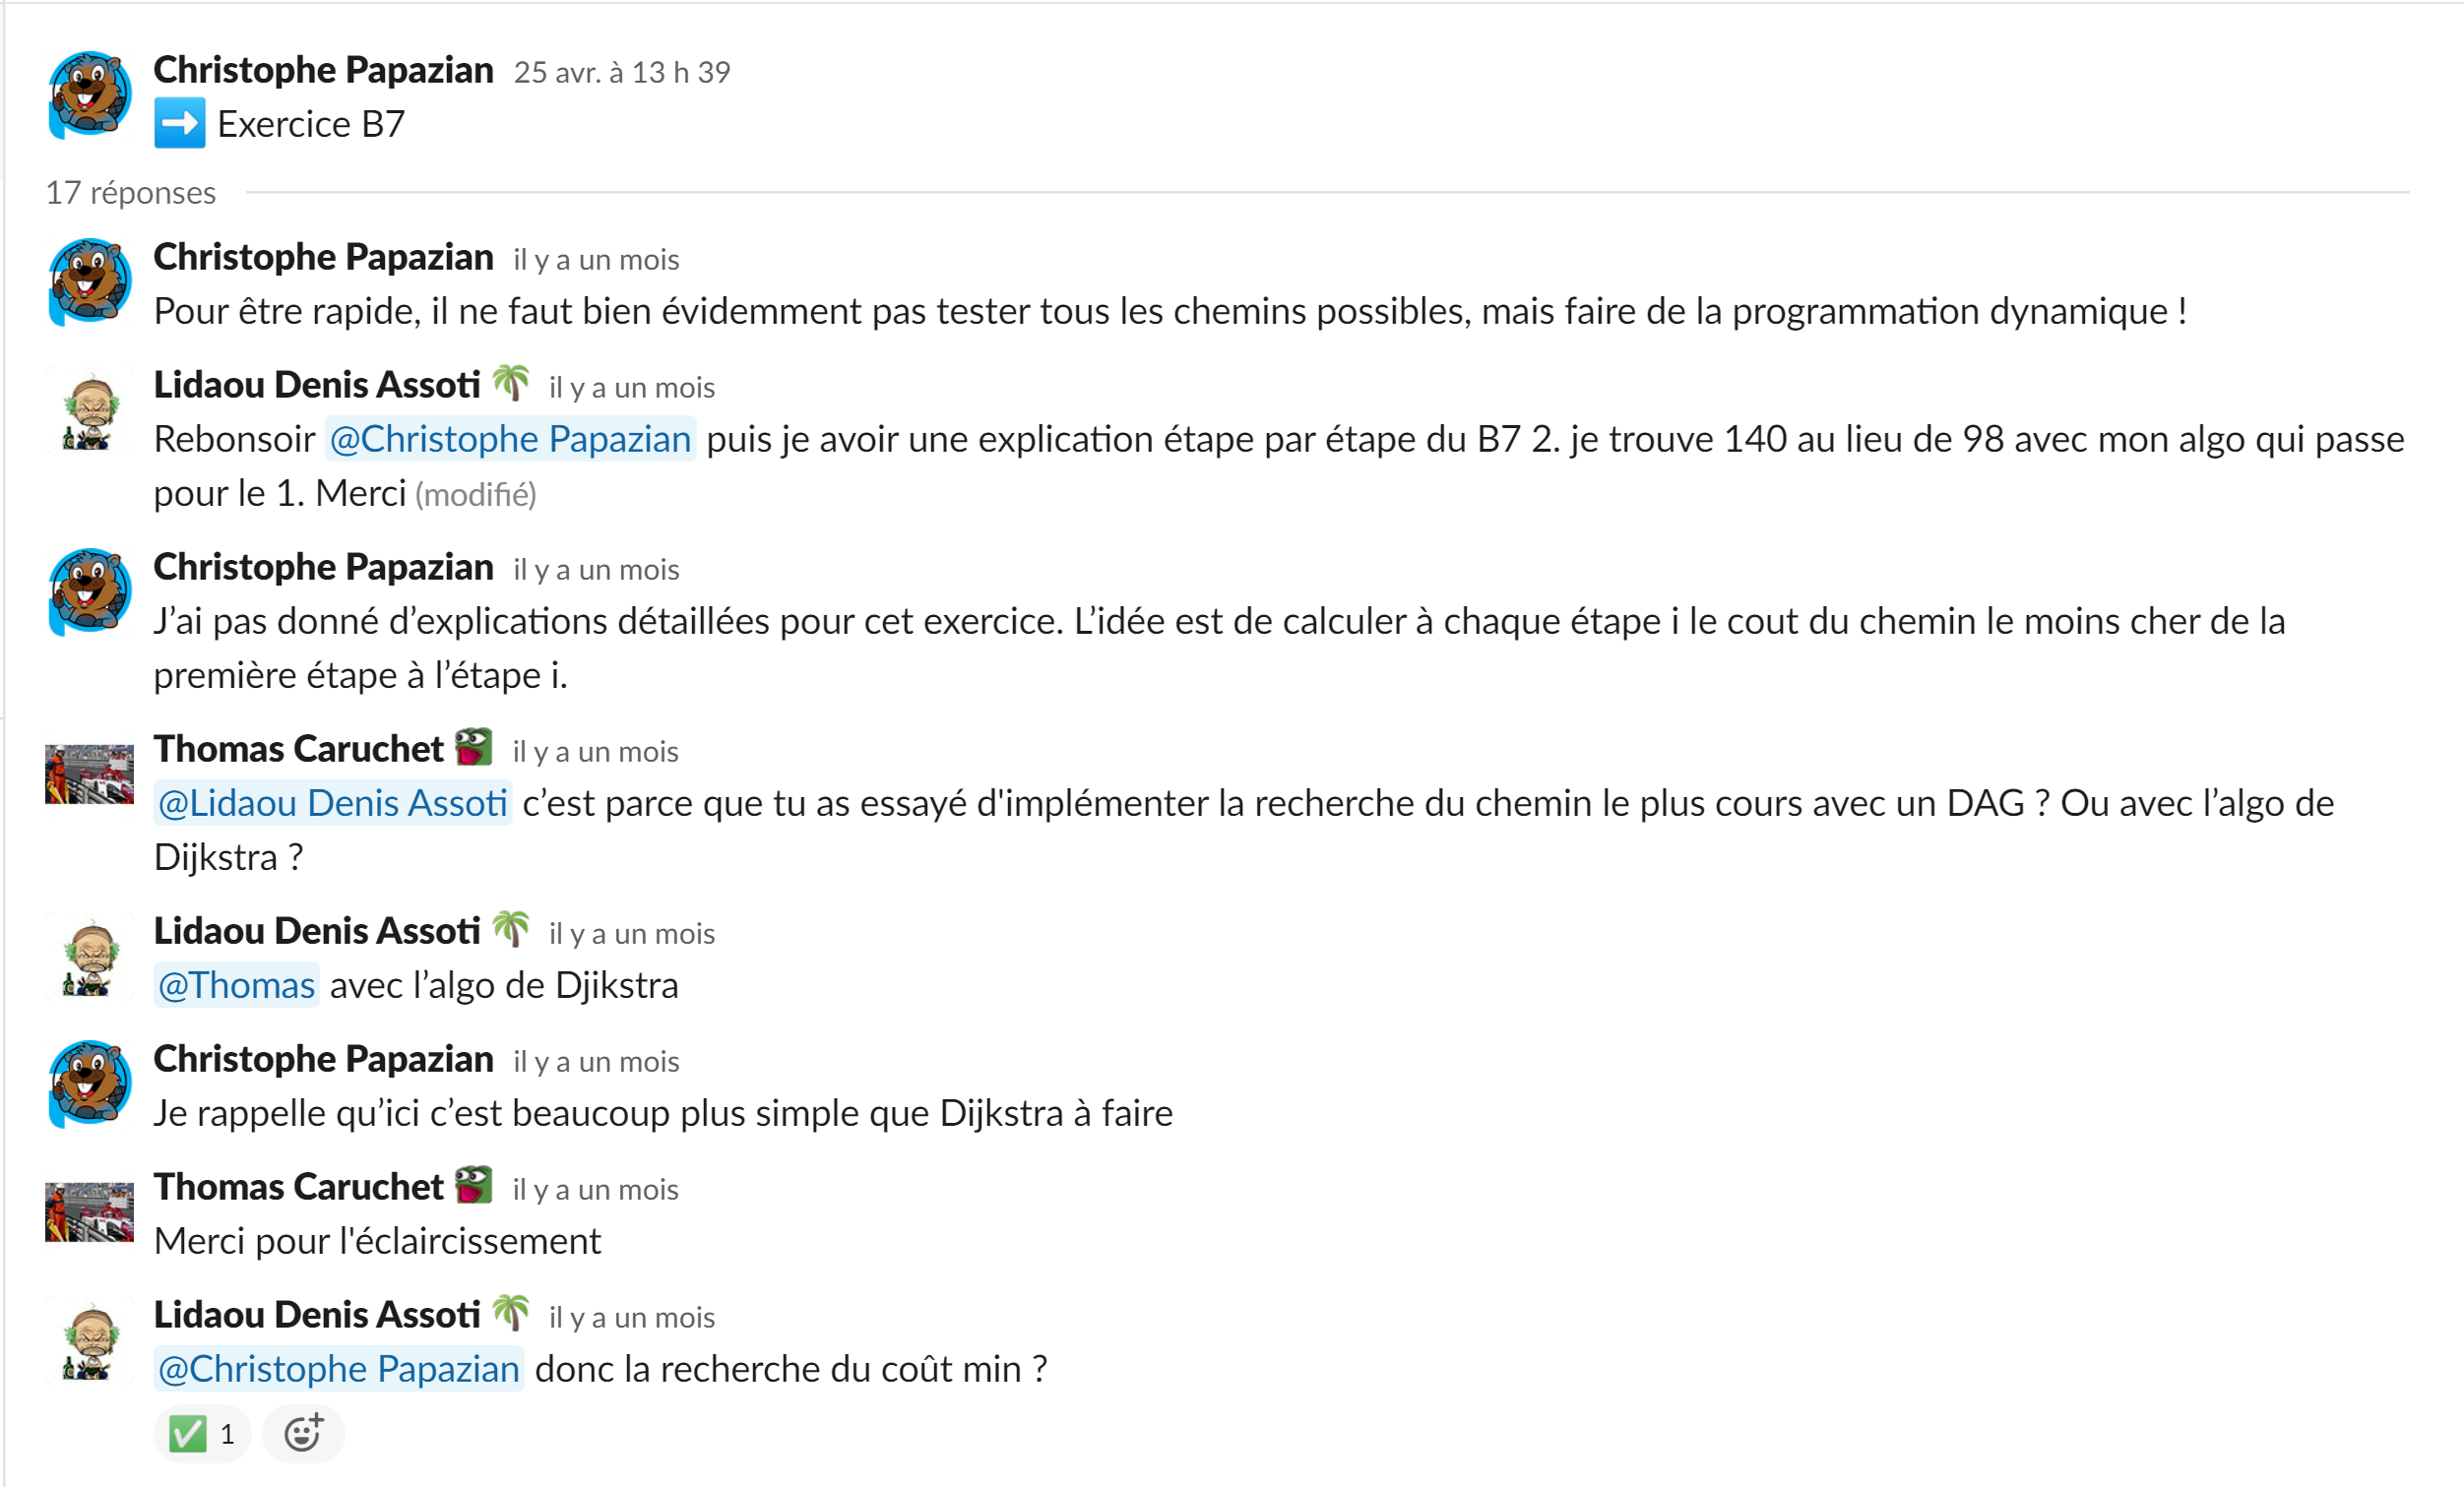 Christophe Papazian 25 avr. à 13 h 39
➡️ Exercice B7
17 réponses
Christophe Papazian il y a un mois
Pour être rapide, il ne faut bien évidemment pas tester tous les chemins possibles, mais faire de la programmation dynamique !
Lidaou Denis Assoti 🌴 il y a un mois
Rebonsoir @Christophe Papazian puis je avoir une explication étape par étape du B7 2. je trouve 140 au lieu de 98 avec mon algo qui passe
pour le 1. Merci (modifié)
Christophe Papazian il y a un mois
J’ai pas donné d’explications détaillées pour cet exercice. L’idée est de calculer à chaque étape i le cout du chemin le moins cher de la
première étape à l’étape i.
Thomas Caruchet il y a un mois
@Lidaou Denis Assoti c’est parce que tu as essayé d'implémenter la recherche du chemin le plus cours avec un DAG ? Ou avec l’algo de
Dijkstra ?
Lidaou Denis Assoti 🌴 il y a un mois
@Thomas avec l’algo de Djikstra
Christophe Papazian il y a un mois
Je rappelle qu’ici c’est beaucoup plus simple que Dijkstra à faire
Thomas Caruchet il y a un mois
Merci pour l'éclaircissement
Lidaou Denis Assoti 🌴 il y a un mois
@Christophe Papazian donc la recherche du coût min ?
✅ 1